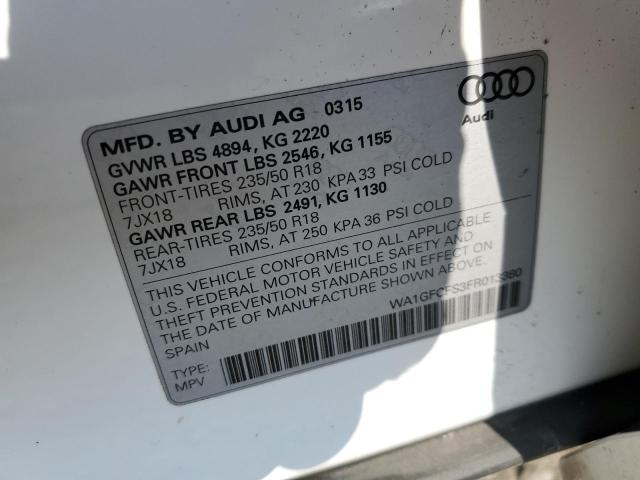 MFD. BY AUDI AG 0315
Audi
GVWR LBS 4894, KG 2220
GAWR FRONT LBS 2546, KG 1155
FRONT-TIRES 235/50 R18
7JX18 RIMS, AT 230 KPA 33 PSI COLD
GAWR REAR LBS 2491, KG 1130
REAR-TIRES 235/50 R18
7JX18 RIMS, AT 250 KPA 36 PSI COLD
THIS VEHICLE CONFORMS TO ALL APPLICABLE
U.S. FEDERAL MOTOR VEHICLE SAFETY AND
THEFT PREVENTION STANDARDS IN EFFECT ON
THE DATE OF MANUFACTURE SHOWN ABOVE.
SPAIN
WA1GFCFS3FR013380
TYPE:
MPV